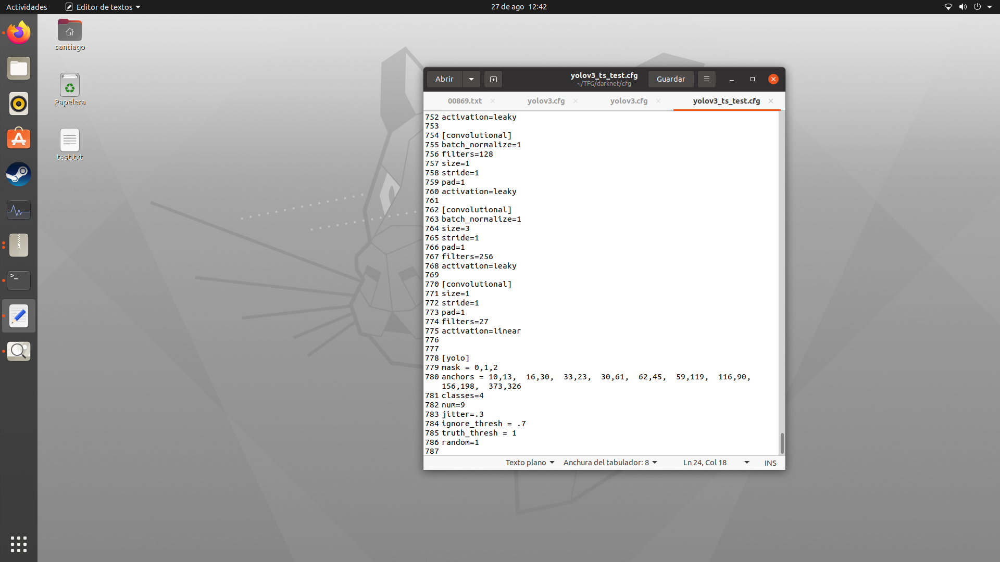 Actividades
Editor de textos
27 de ago 12:42
santiago
Papelera
test.txt
Abrir
yolov3_ts_test.cfg
~/TFG/darknet/cfg
Guardar
00869.txt
yolov3.cfg
yolov3.cfg
yolov3_ts_test.cfg
752 activation=leaky
753
754 [convolutional]
755 batch_normalize=1
756 filters=128
757 size=1
758 stride=1
759 pad=1
760 activation=leaky
761
762 [convolutional]
763 batch_normalize=1
764 size=3
765 stride=1
766 pad=1
767 filters=256
768 activation=leaky
769
770 [convolutional]
771 size=1
772 stride=1
773 pad=1
774 filters=27
775 activation=linear
776
777
778 [yolo]
779 mask = 0,1,2
780 anchors = 10,13,  16,30,  33,23,  30,61,  62,45,  59,119,  116,90,
156,198,  373,326
781 classes=4
782 num=9
783 jitter=.3
784 ignore_thresh = .7
785 truth_thresh = 1
786 random=1
787
Texto plano
Anchura del tabulador: 8
Ln 24, Col 18
INS